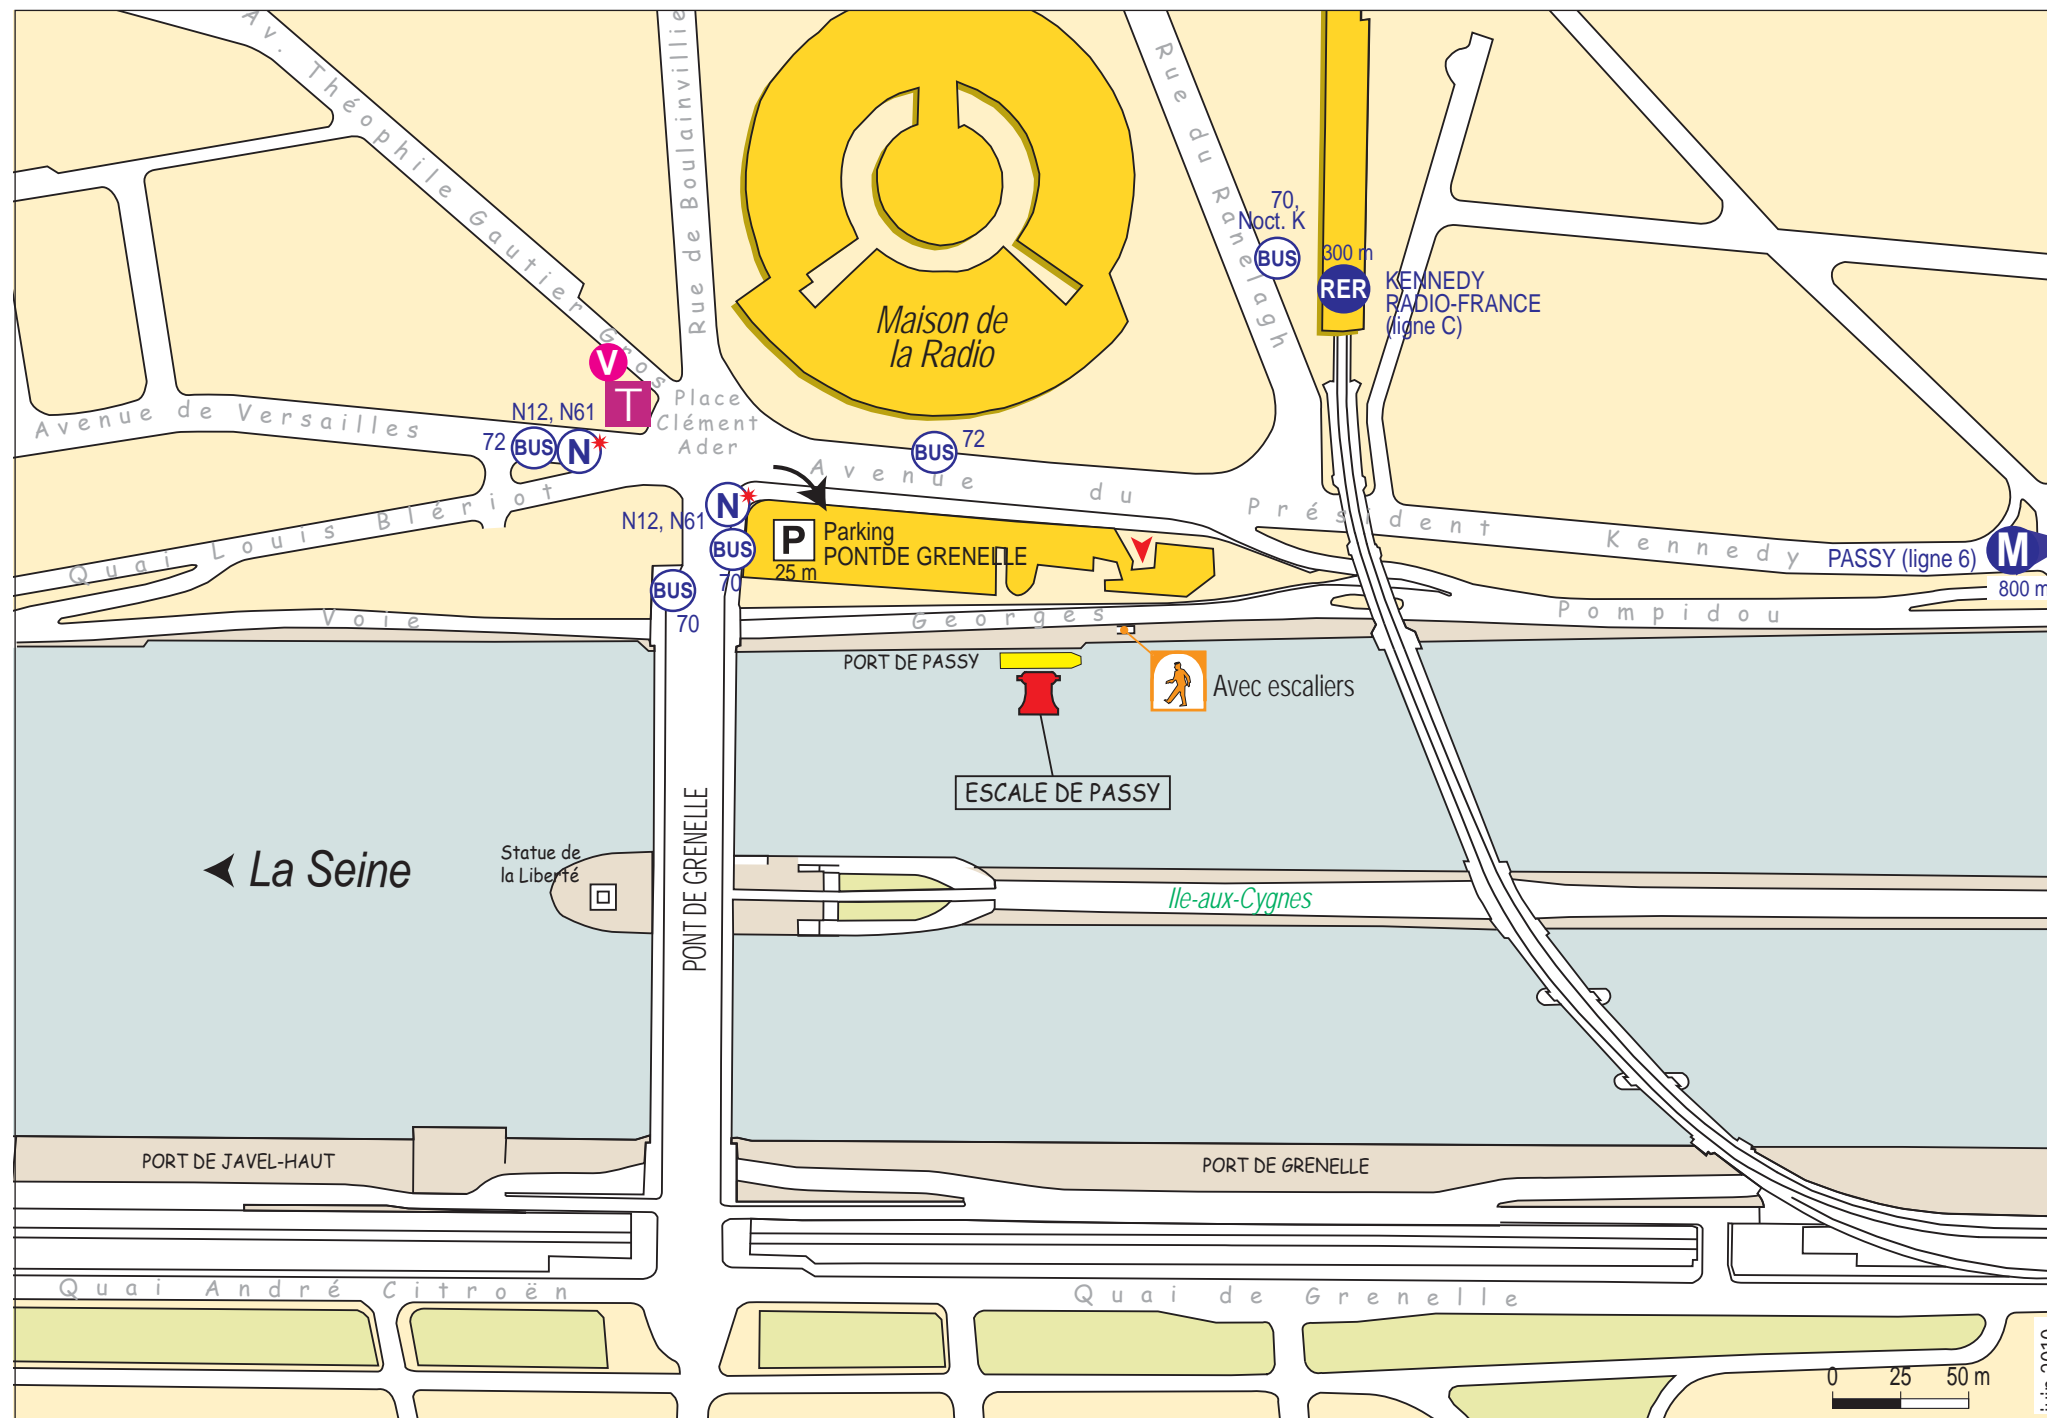 Av. Théophile Gautier
Gros
Rue de Boulainvillie
Rue du Ranelagh
70,
Noct. K
BUS
300 m
RER
KENNEDY
RADIO-FRANCE
(ligne C)
Maison de
la Radio
V
T
Place
Clément
Ader
Avenue de Versailles
N12, N61
72
BUS
N
BUS
72
Avenue du Président Kennedy
Quai Louis Blériot
N
N12, N61
BUS
70
BUS
70
P
Parking
PONTDE GRENELLE
25 m
PASSY (ligne 6)
M
800 m
Voie Georges Pompidou
PORT DE PASSY
Avec escaliers
ESCALE DE PASSY
PONT DE GRENELLE
La Seine
Statue de
la Liberté
Ile-aux-Cygnes
PORT DE JAVEL-HAUT
PORT DE GRENELLE
Quai André Citroën
Quai de Grenelle
0 25 50 m
2010